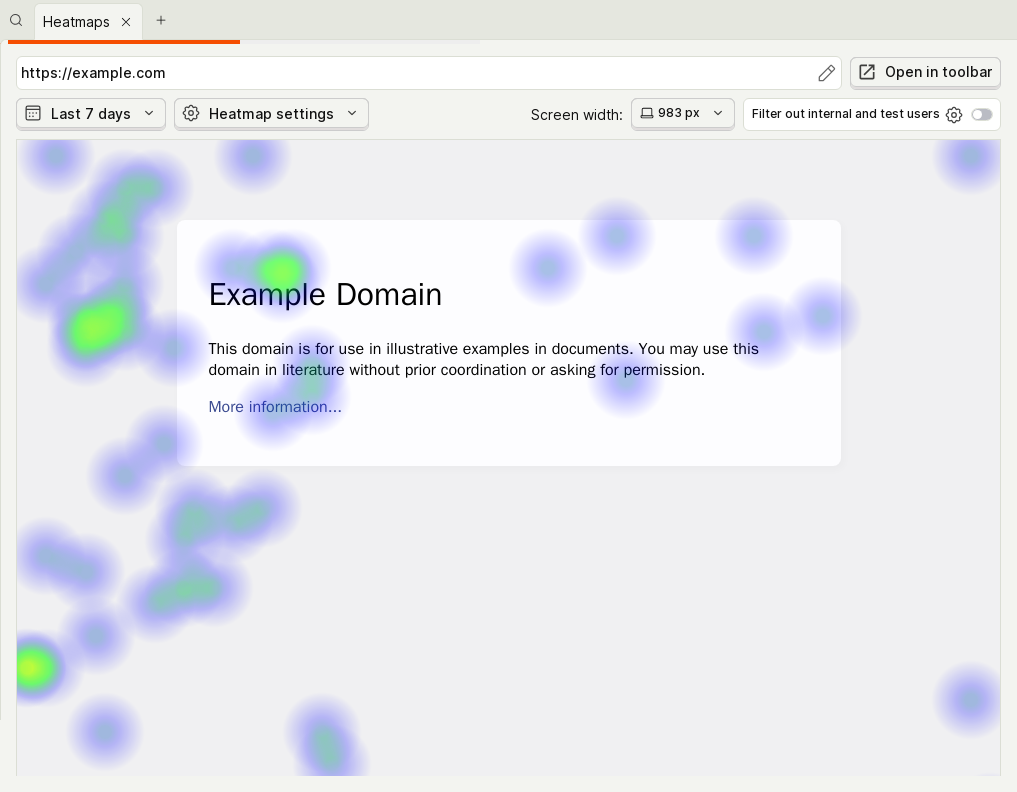 Heatmaps
https://example.com
Open in toolbar
Last 7 days
Heatmap settings
Screen width:
983 px
Filter out internal and test users
Example Domain
This domain is for use in illustrative examples in documents. You may use this
domain in literature without prior coordination or asking for permission.
More information...